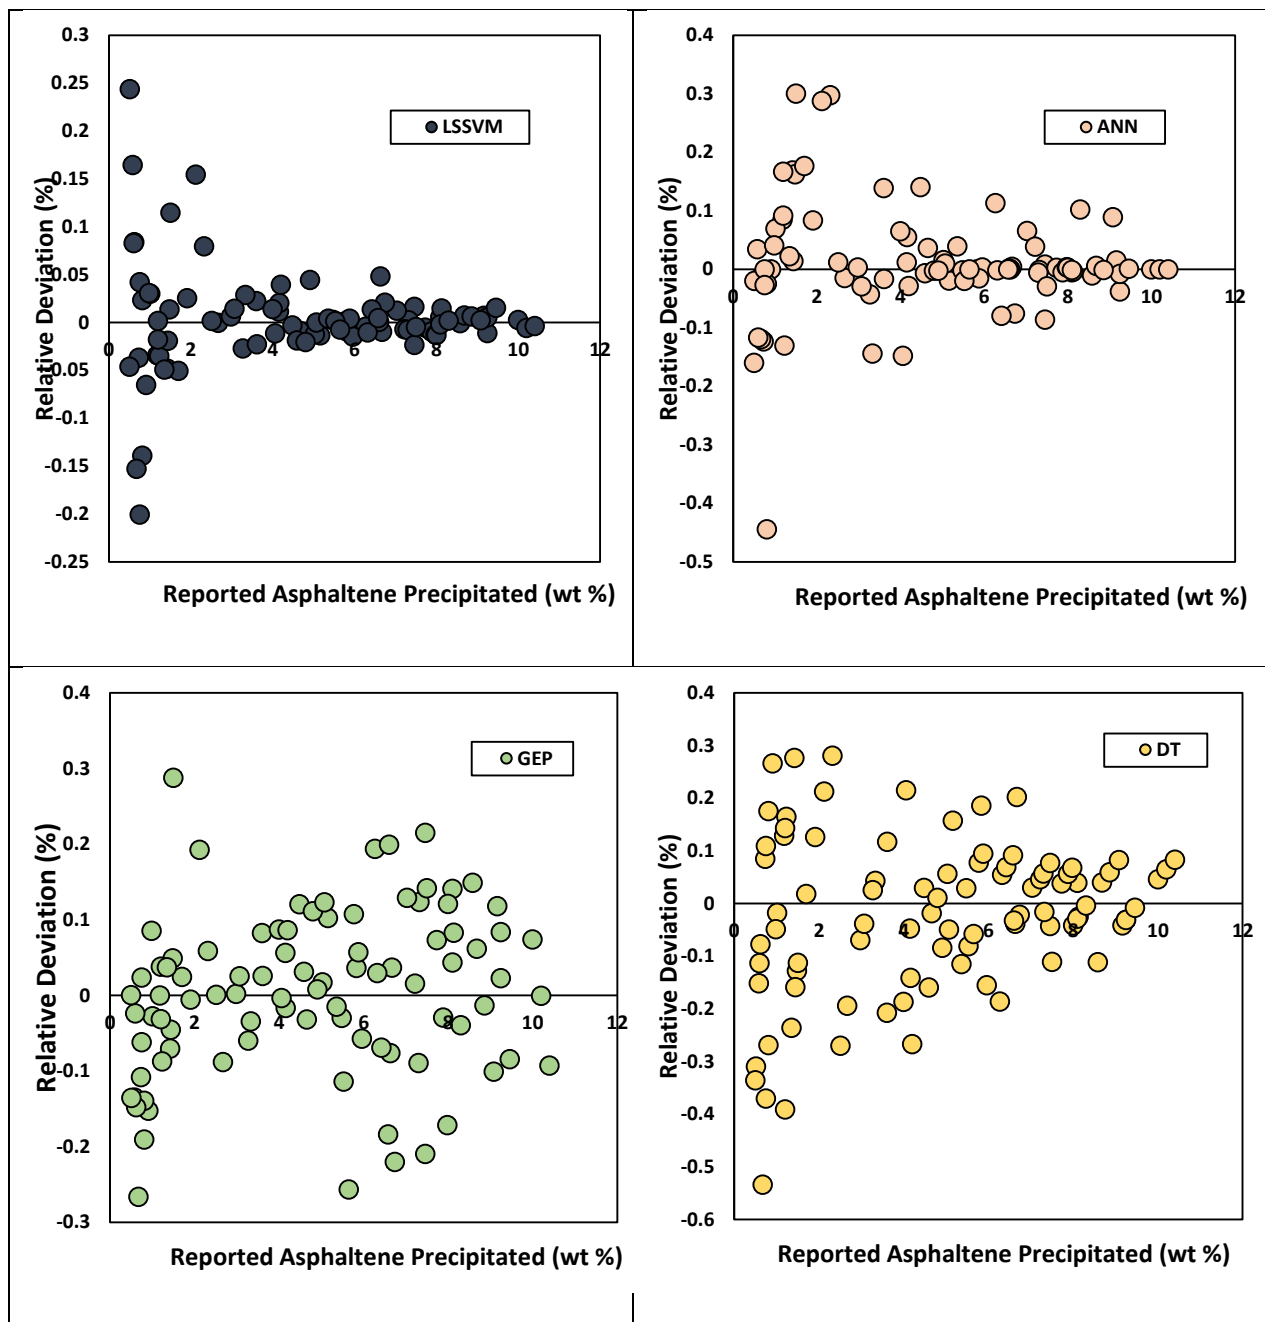 0.3
0.25
0.2
0.15
0.1
0.05
0
-0.05
-0.1
-0.15
-0.2
-0.25
0 2 4 6 8 10 12
LSSVM
Relative Deviation (%)
Reported Asphaltene Precipitated (wt %)
0.4
0.3
0.2
0.1
0
-0.1
-0.2
-0.3
-0.4
-0.5
0 2 4 6 8 10 12
ANN
Relative Deviation (%)
Reported Asphaltene Precipitated (wt %)
0.4
0.3
0.2
0.1
0
-0.1
-0.2
-0.3
0 2 4 6 8 10 12
GEP
Relative Deviation (%)
Reported Asphaltene Precipitated (wt %)
0.4
0.3
0.2
0.1
0
-0.1
-0.2
-0.3
-0.4
-0.5
-0.6
0 2 4 6 8 10 12
DT
Relative Deviation (%)
Reported Asphaltene Precipitated (wt %)